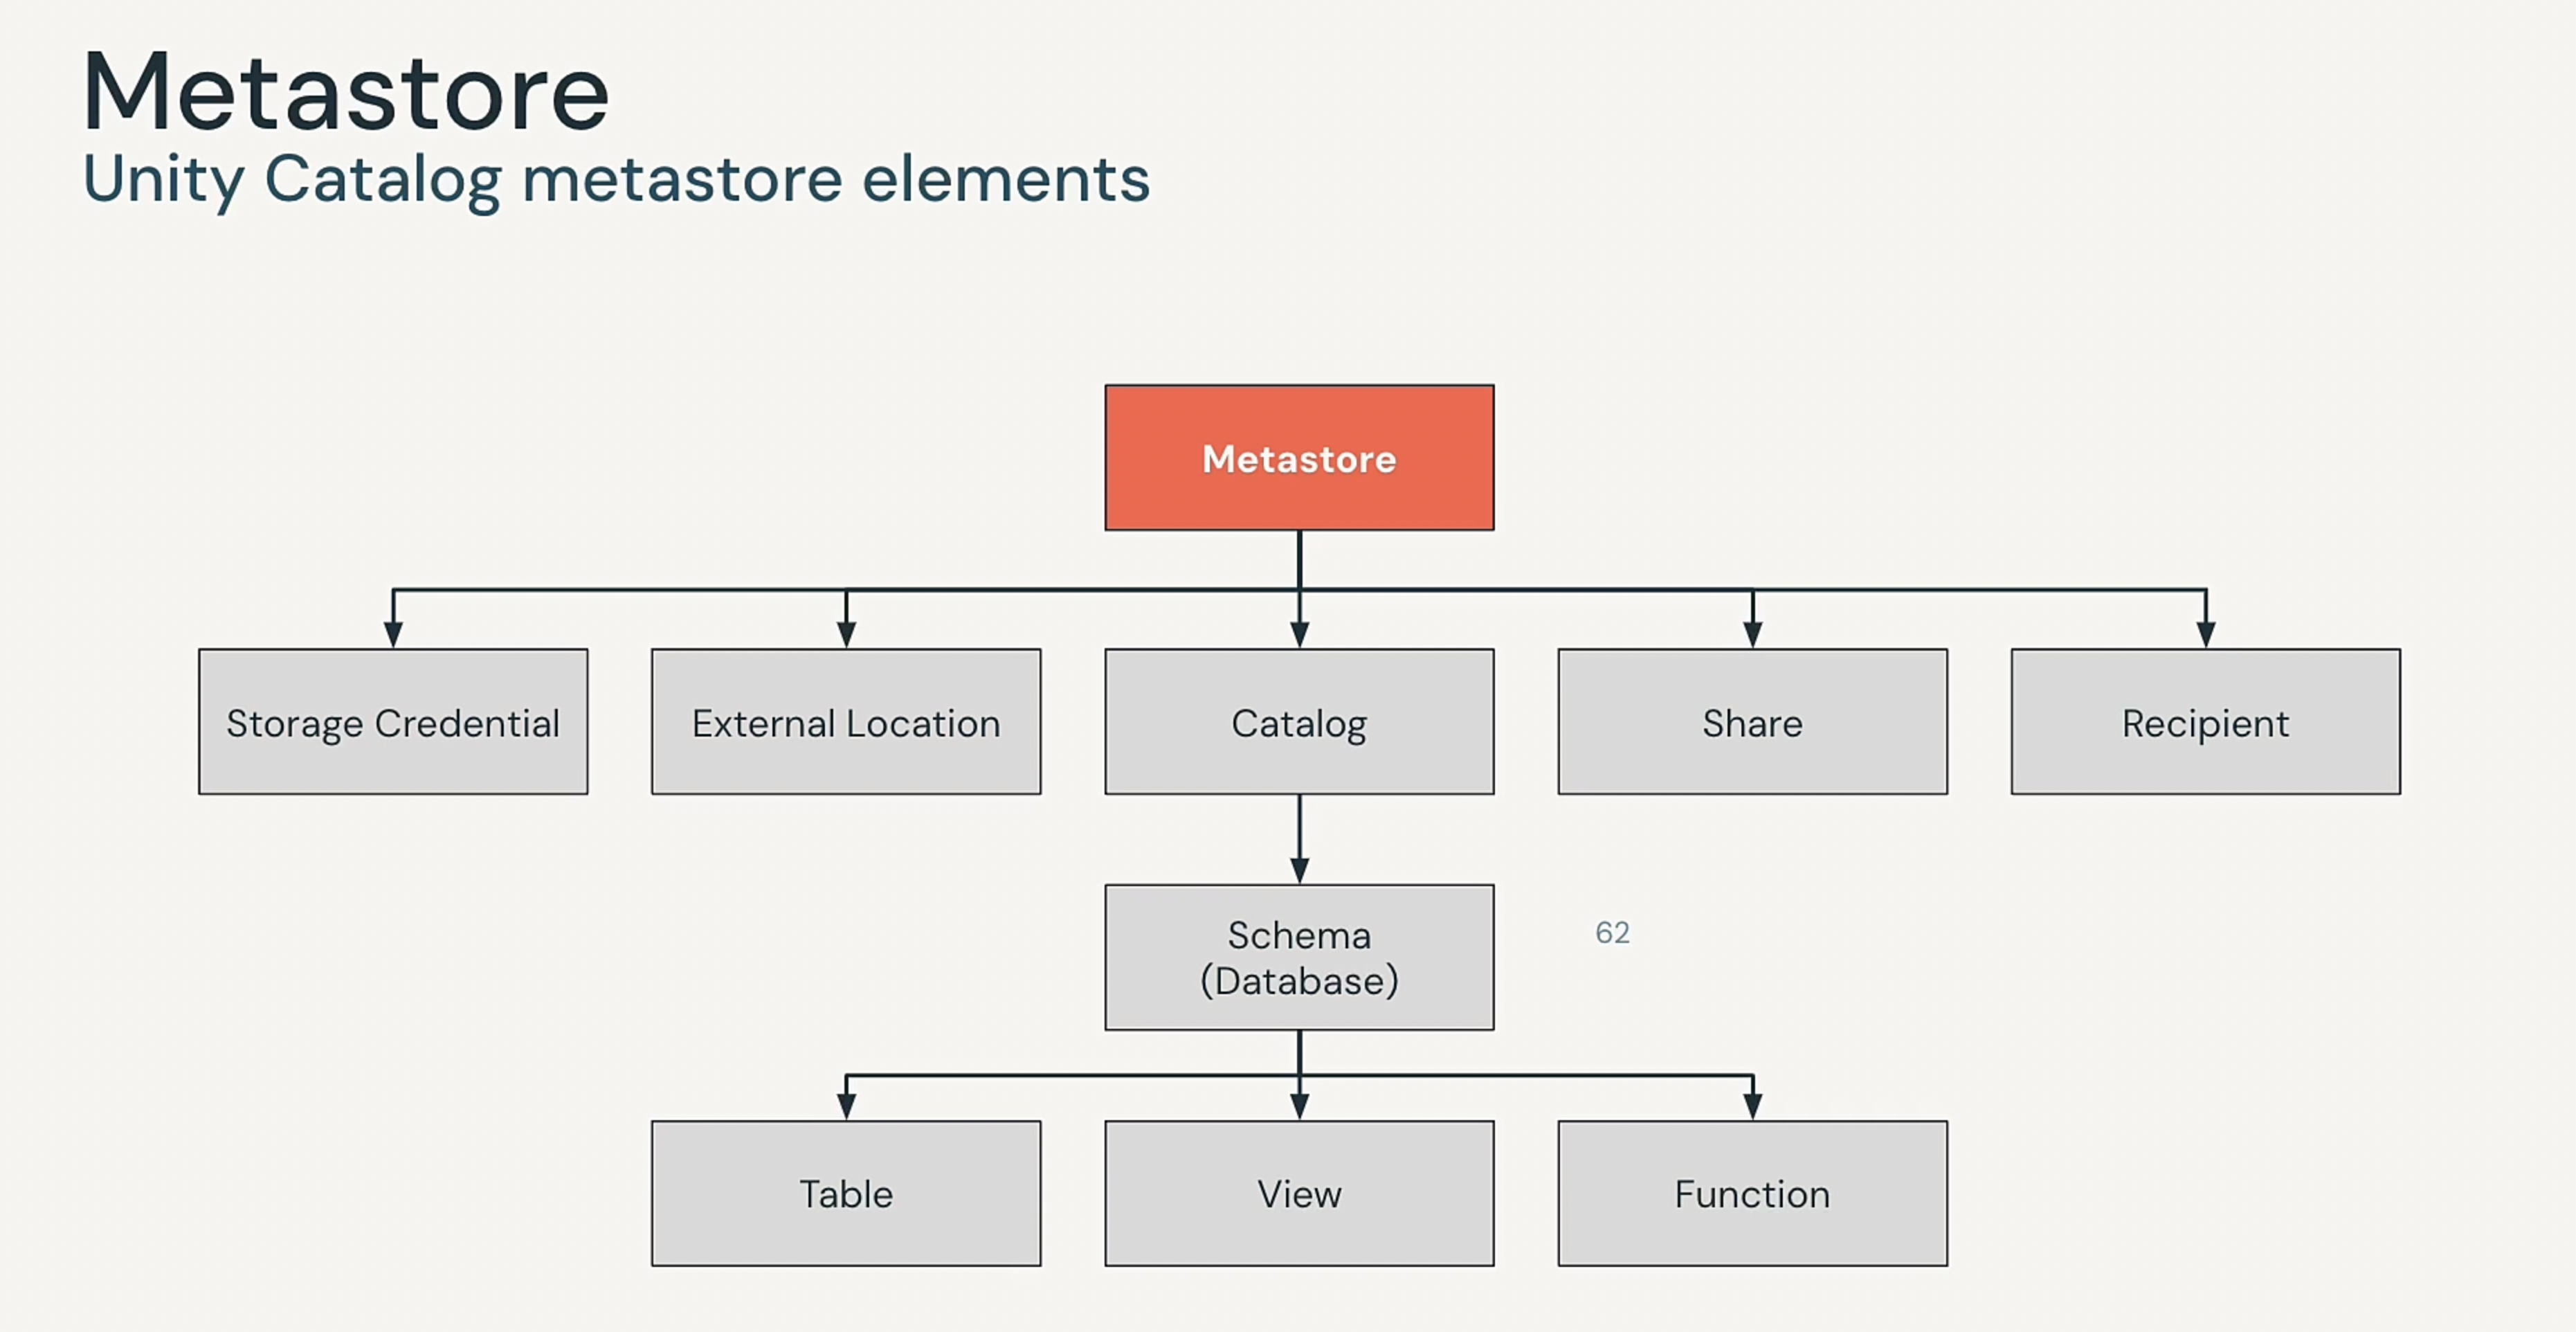 Metastore
Unity Catalog metastore elements
Metastore
Storage Credential
External Location
Catalog
Share
Recipient
Schema
(Database)
62
Table
View
Function